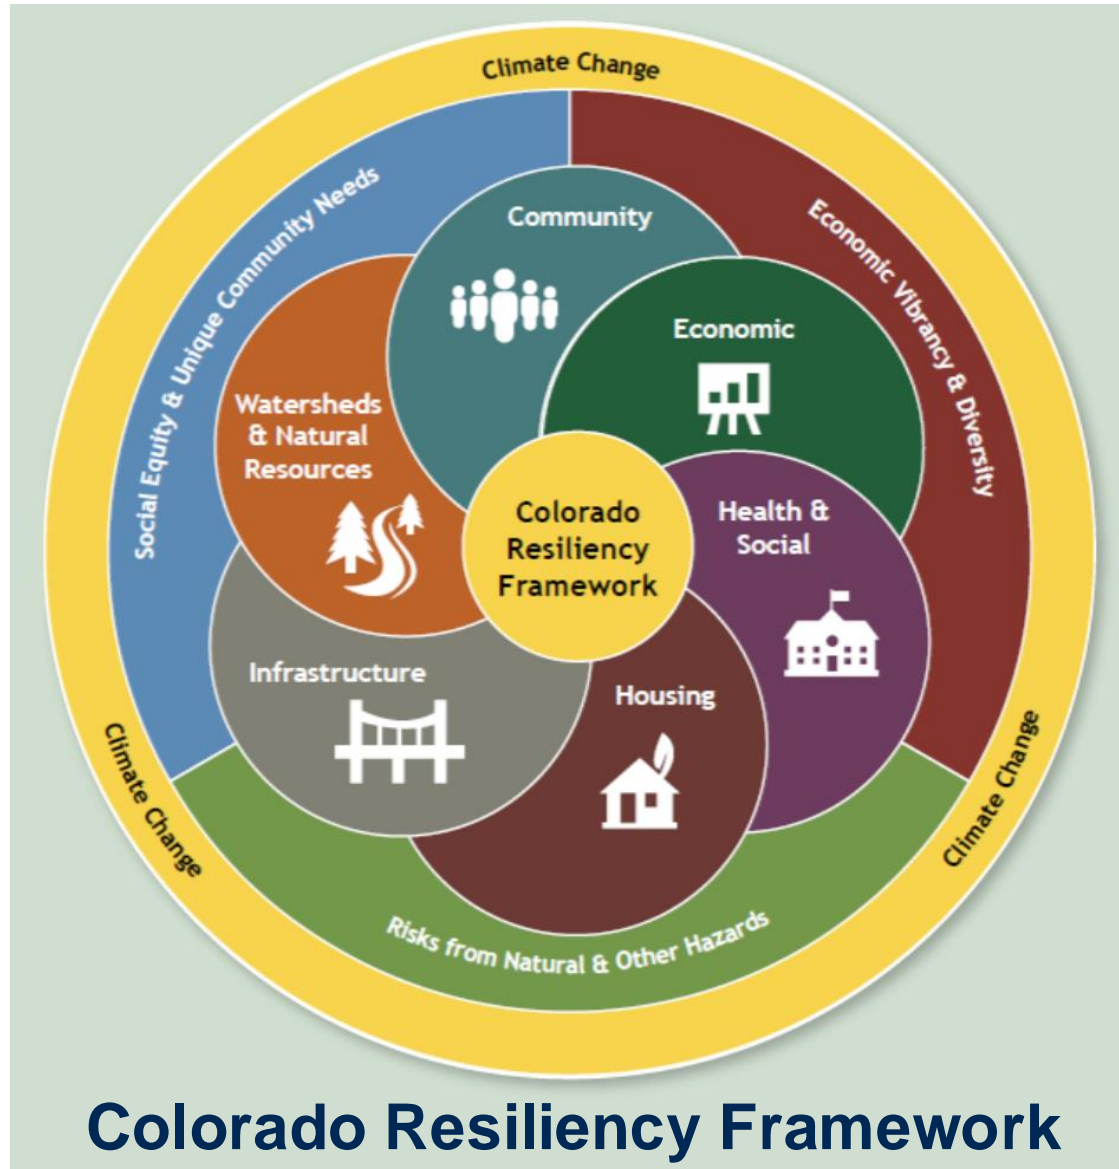 Climate Change
Social Equity & Unique Community Needs
Economic Vibrancy & Diversity
Community
Economic
Watersheds
& Natural
Resources
Colorado
Resiliency
Framework
Health &
Social
Infrastructure
Housing
Climate Change
Climate Change
Risks from Natural & Other Hazards
Colorado Resiliency Framework